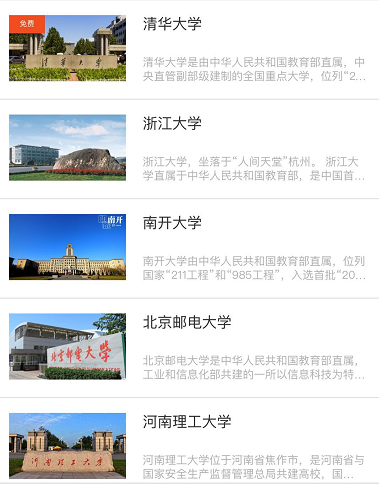 免费
清华大学
清华大学
清华大学是由中华人民共和国教育部直属，中
央直管副部级建制的全国重点大学，位列“2...
浙江大学
浙江大学，坐落于“人间天堂”杭州。 浙江大
学直属于中华人民共和国教育部，是中国首...
南开
南开大学
南开大学由中华人民共和国教育部直属，位列
国家“211工程”和“985工程”，入选首批“20...
北京邮电大学
北京邮电大学
北京邮电大学是中华人民共和国教育部直属，
工业和信息化部共建的一所以信息科技为特...
河南理工大学
河南理工大学
河南理工大学位于河南省焦作市，是河南省与
国家安全生产监督管理总局共建高校，国...